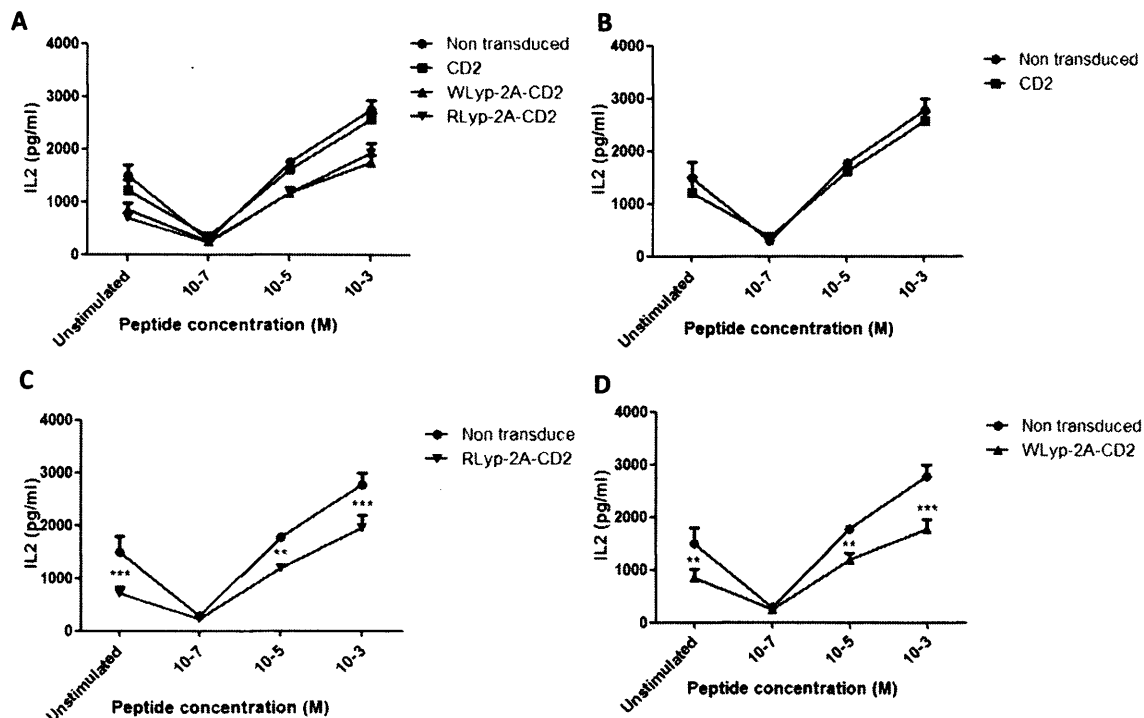 A
4000
3000
2000
1000
0
IL2 (pg/ml)
Unstimulated
10-7
10-5
10-3
Peptide concentration (M)
Non transduced
CD2
WLyp-2A-CD2
RLyp-2A-CD2
B
4000
3000
2000
1000
0
IL2 (pg/ml)
Unstimulated
10-7
10-5
10-3
Peptide concentration (M)
Non transduced
CD2
C
4000
3000
2000
1000
0
IL2 (pg/ml)
***
**
***
Unstimulated
10-7
10-5
10-3
Peptide concentration (M)
Non transduce
RLyp-2A-CD2
D
4000
3000
2000
1000
0
IL2 (pg/ml)
**
**
***
Unstimulated
10-7
10-5
10-3
Peptide concentration (M)
Non transduced
WLyp-2A-CD2